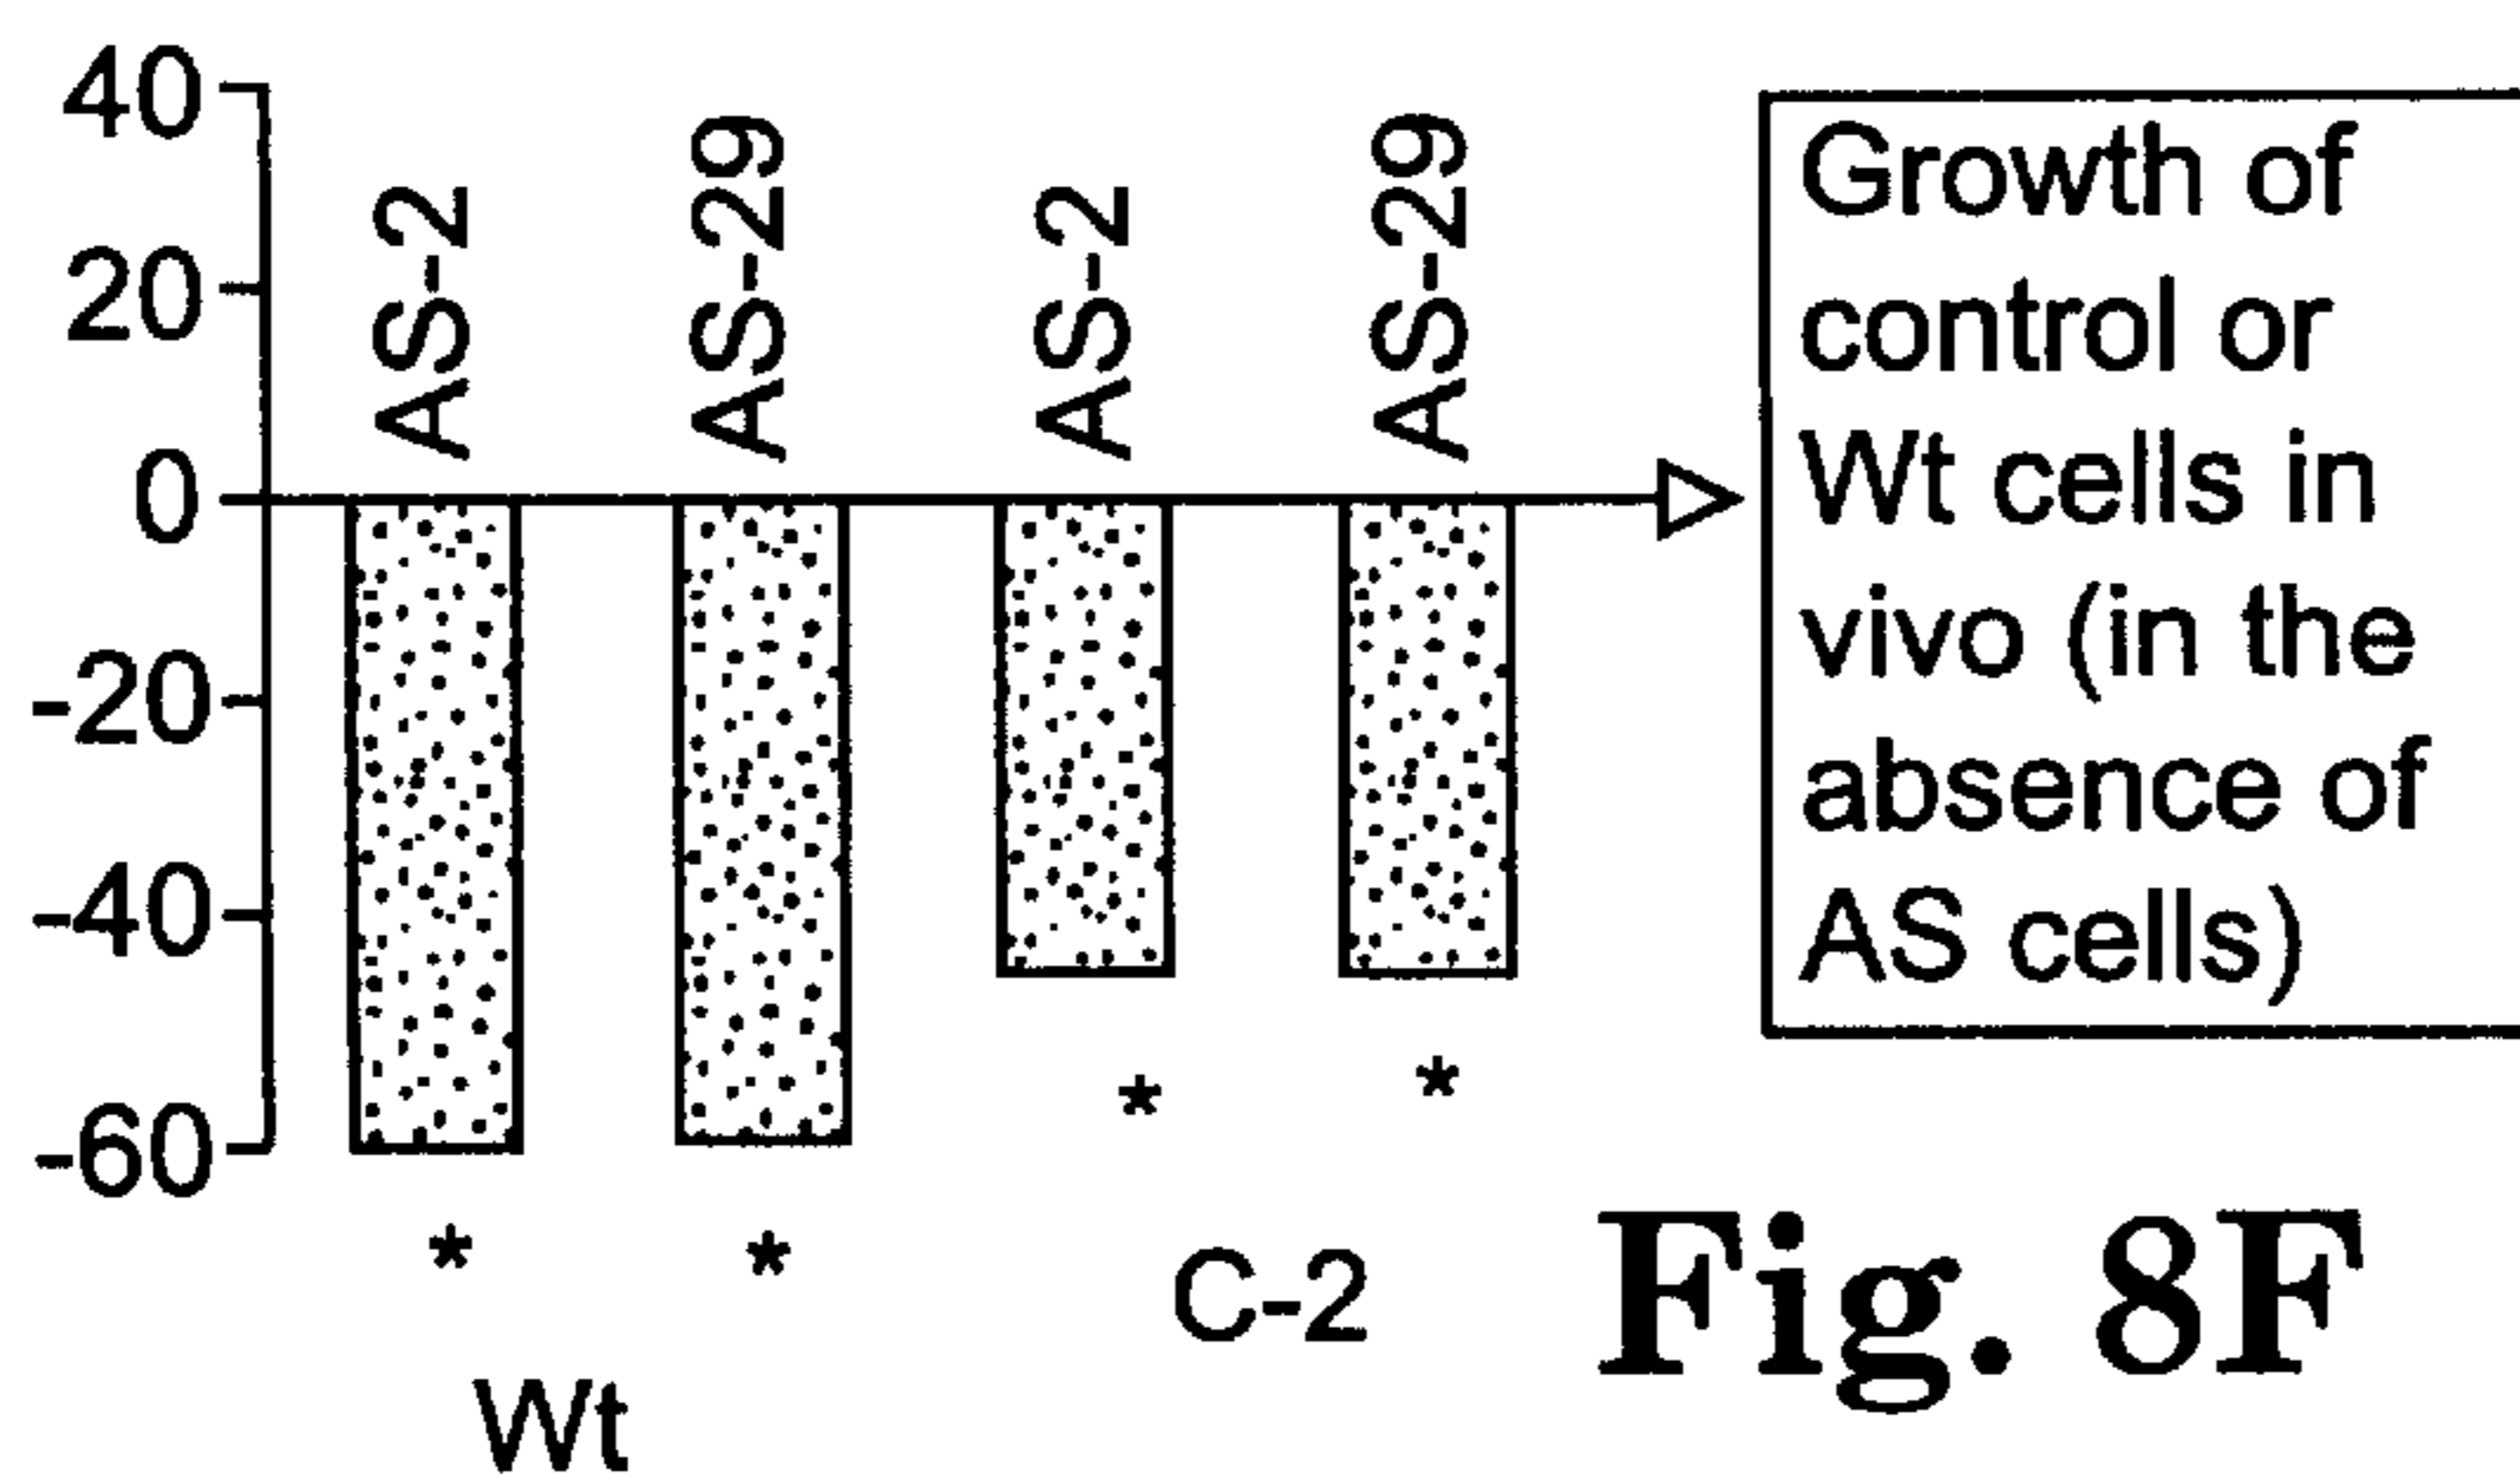 40
20
0
-20
-40
-60
AS-2
AS-29
AS-2
AS-29
Growth of
control or
Wt cells in
vivo (in the
absence of
AS cells)
*
*
*
*
Wt
C-2
Fig. 8F